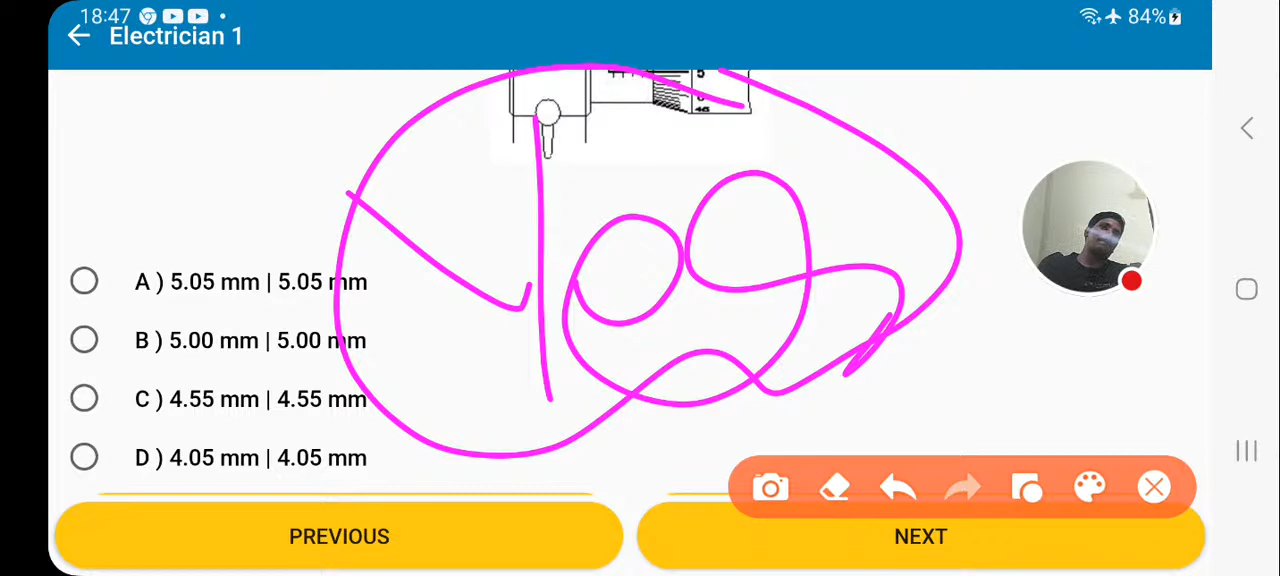 18:47 84%
Electrician 1
5
A ) 5.05 mm | 5.05 mm
B ) 5.00 mm | 5.00 mm
C ) 4.55 mm | 4.55 mm
D ) 4.05 mm | 4.05 mm
PREVIOUS NEXT